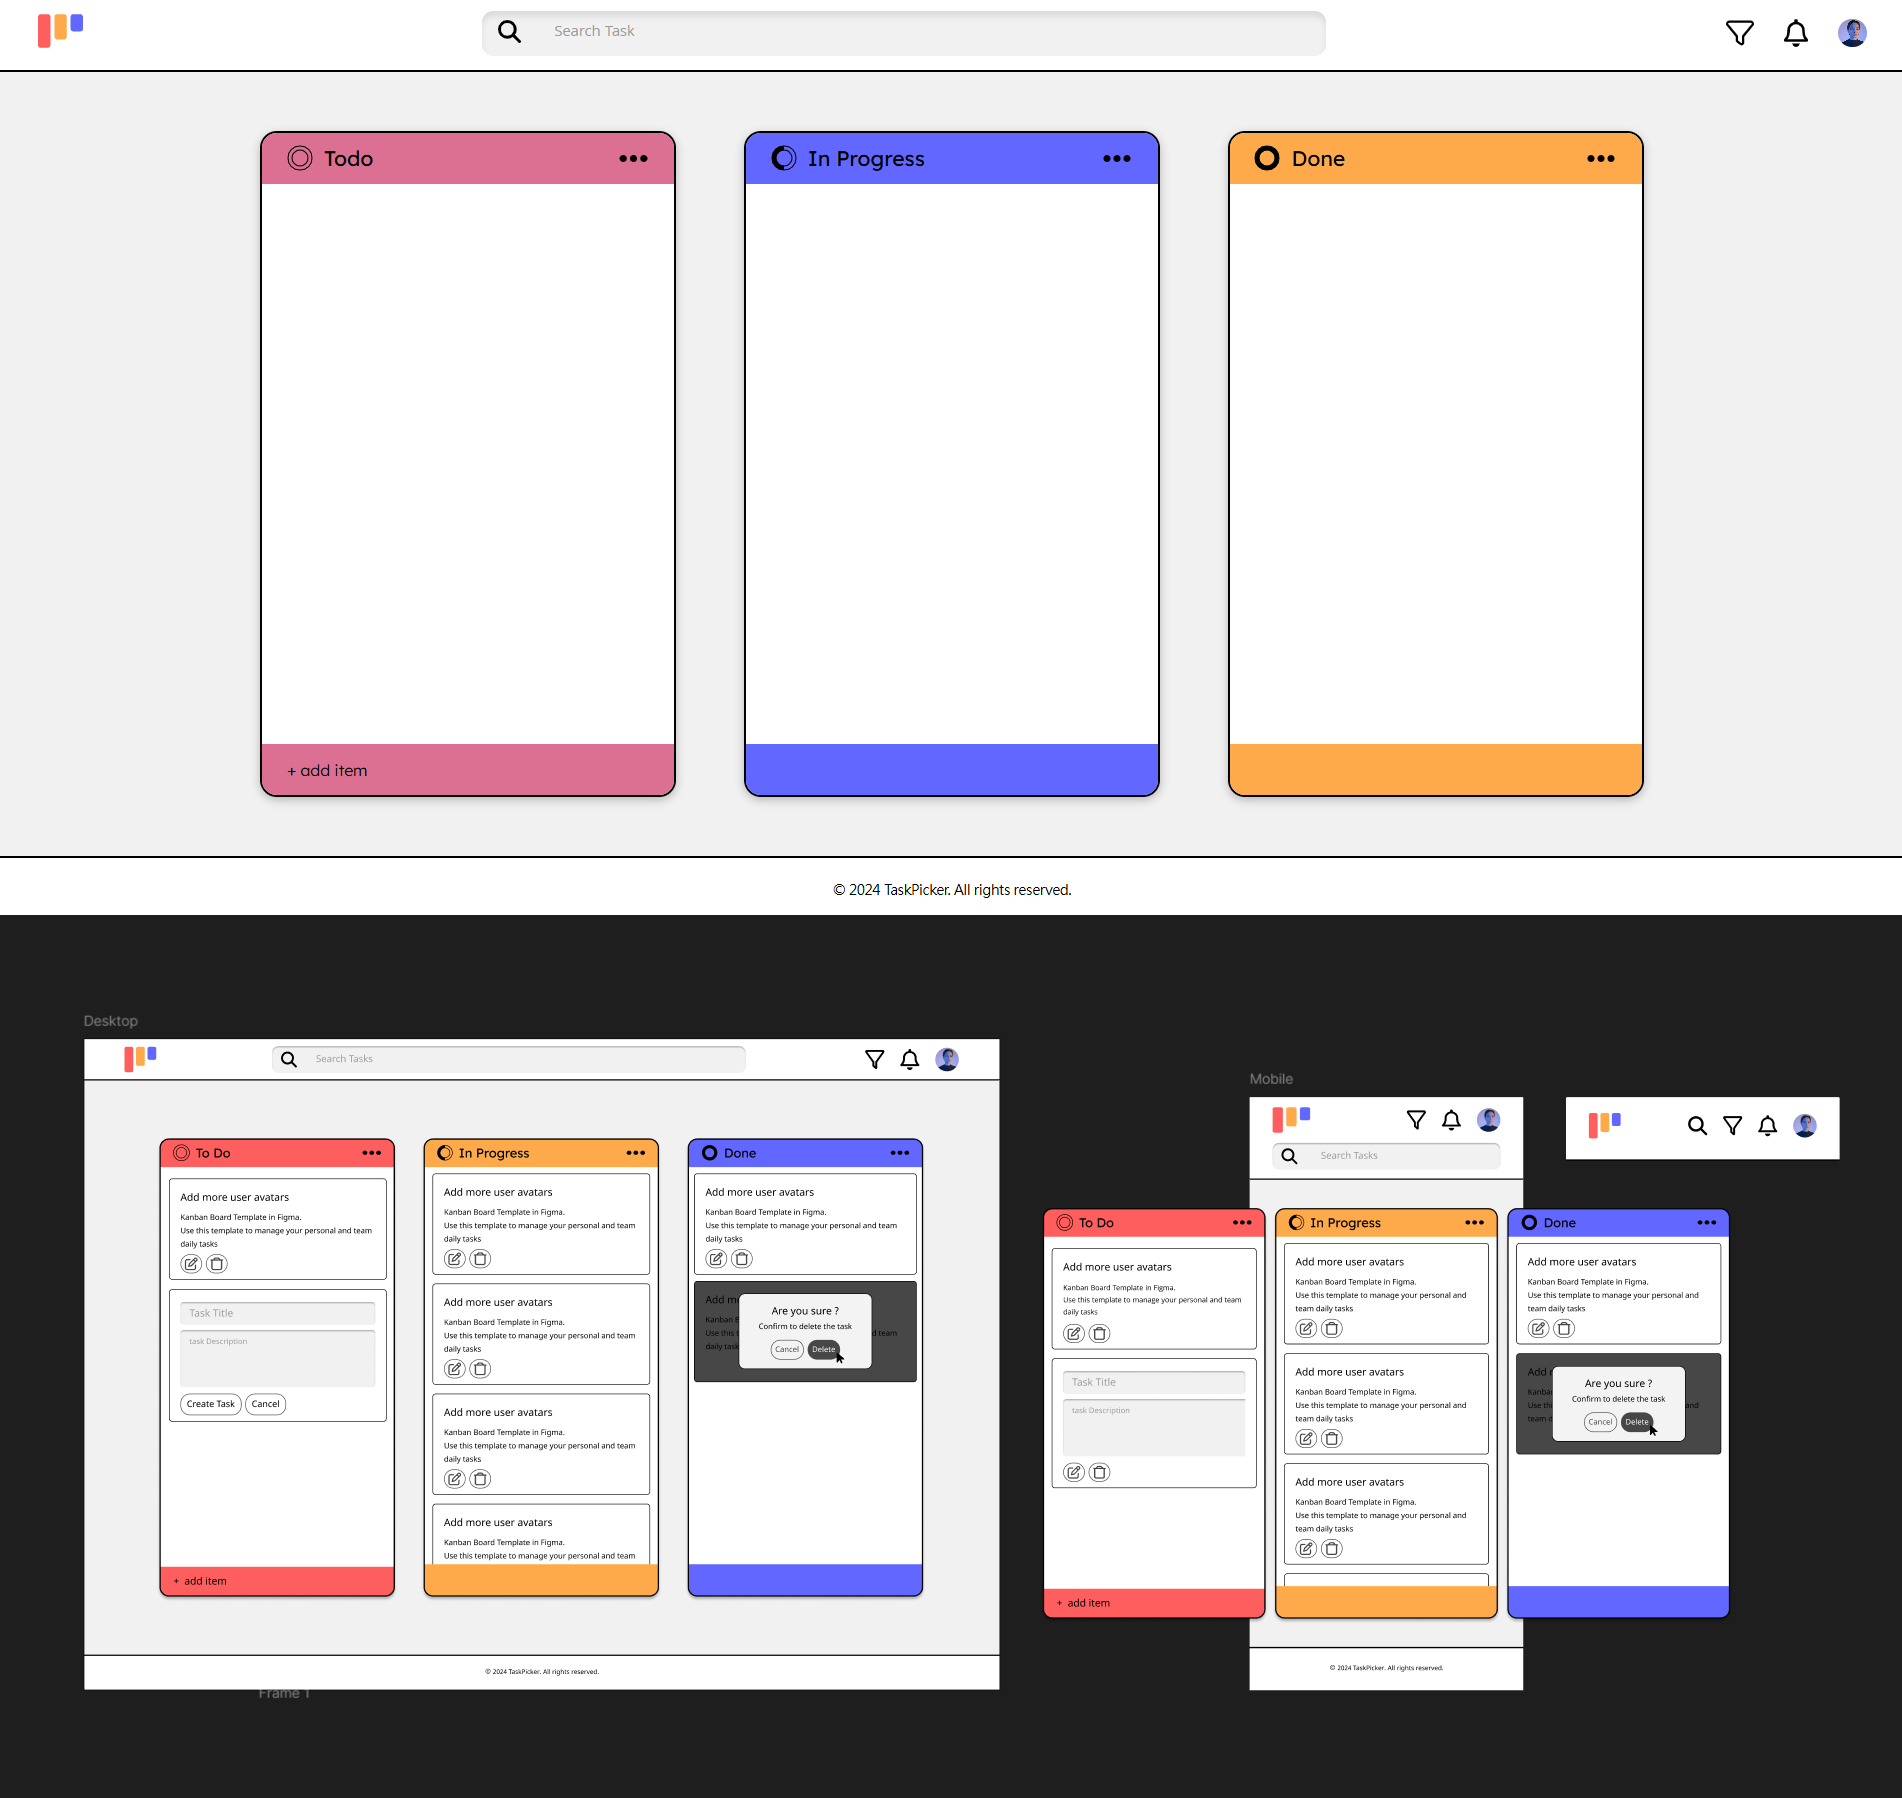 Search Task
Todo
In Progress
Done
+ add item
© 2024 TaskPicker. All rights reserved.
Desktop
Search Tasks
To Do
In Progress
Done
Add more user avatars
Kanban Board Template in Figma.
Use this template to manage your personal and team
daily tasks
Task Title
task Description
Create Task
Cancel
+ add item
Add more user avatars
Kanban Board Template in Figma.
Use this template to manage your personal and team
daily tasks
Add more user avatars
Kanban Board Template in Figma.
Use this template to manage your personal and team
daily tasks
Add more user avatars
Kanban Board Template in Figma.
Use this template to manage your personal and team
daily tasks
Add more user avatars
Kanban Board Template in Figma.
Use this template to manage your personal and team
Add more user avatars
Kanban Board Template in Figma.
Use this template to manage your personal and team
daily tasks
Are you sure ?
Confirm to delete the task
Cancel
Delete
© 2024 TaskPicker. All rights reserved.
Frame 1
Mobile
Search Tasks
To Do
In Progress
Done
Add more user avatars
Kanban Board Template in Figma.
Use this template to manage your personal and team
daily tasks
Task Title
task Description
+ add item
Add more user avatars
Kanban Board Template in Figma.
Use this template to manage your personal and
team daily tasks
Add more user avatars
Kanban Board Template in Figma.
Use this template to manage your personal and
team daily tasks
Add more user avatars
Kanban Board Template in Figma.
Use this template to manage your personal and
team daily tasks
Add more user avatars
Kanban Board Template in Figma.
Use this template to manage your personal and
team daily tasks
Are you sure ?
Confirm to delete the task
Cancel
Delete
© 2024 TaskPicker. All rights reserved.